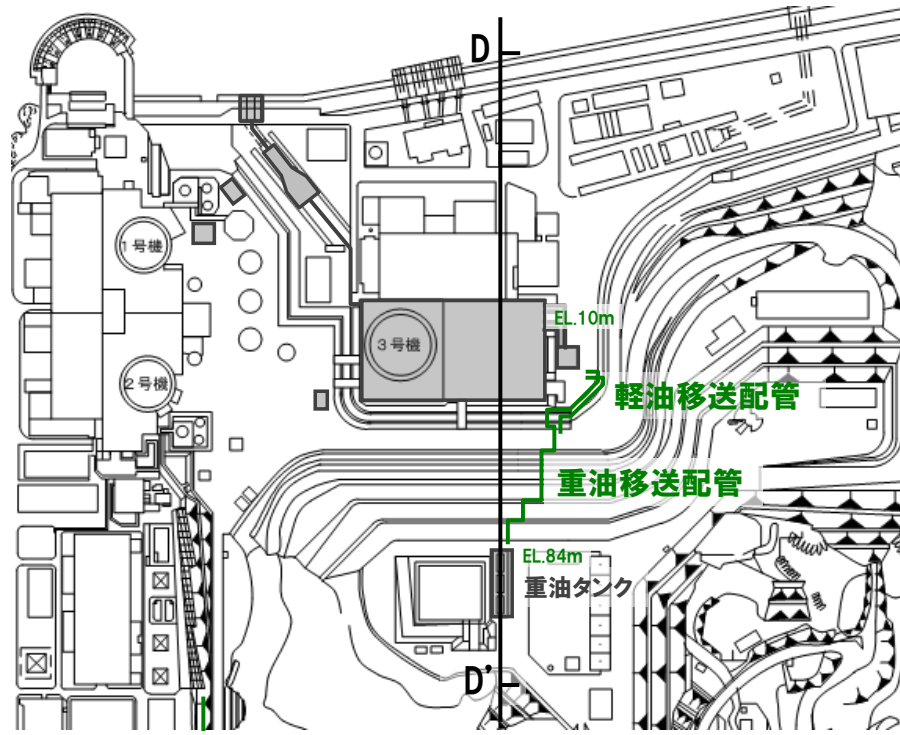 D
1号機
EL.10m
3号機
2号機
軽油移送配管
重油移送配管
EL.84m
重油タンク
D'